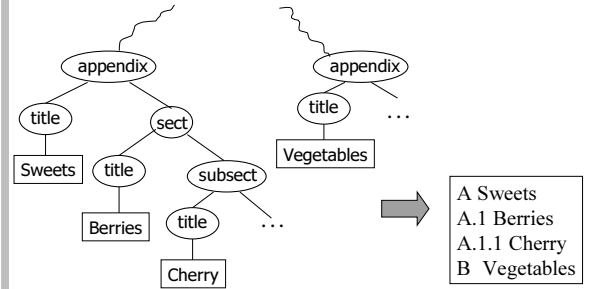 appendix
appendix
title
sect
title
...
Sweets
title
subsect
Vegetables
Berries
title
...
Cherry
A Sweets
A.1 Berries
A.1.1 Cherry
B Vegetables